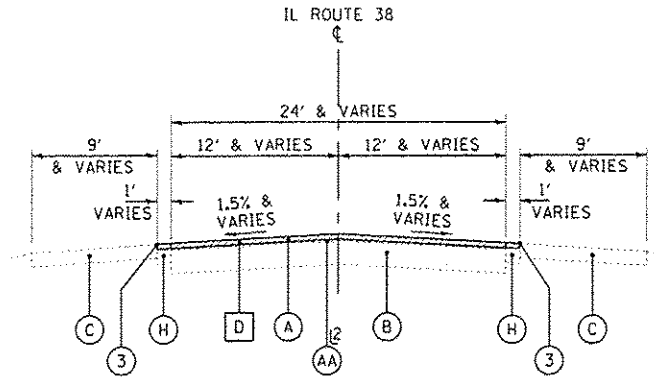 IL ROUTE 38
℄
24' & VARIES
9'
& VARIES
12' & VARIES
12' & VARIES
9'
& VARIES
1'
VARIES
1.5% &
VARIES
1.5% &
VARIES
1'
VARIES
2
C
H
D
A
B
H
C
3
AA
3